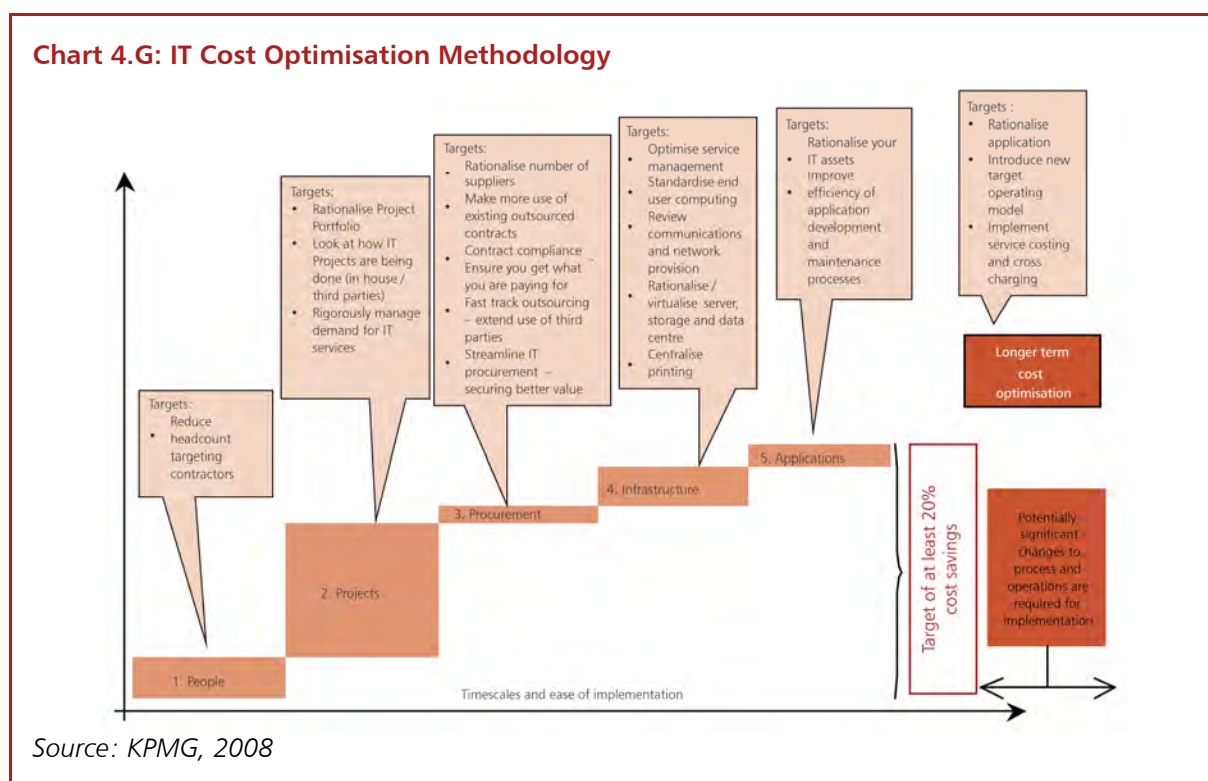 Chart 4.G: IT Cost Optimisation Methodology
Targets:
• Reduce
headcount
targeting
contractors
Targets:
• Rationalise Project
Portfolio
• Look at how IT
Projects are being
done (in house /
third parties)
• Rigorously manage
demand for IT
services
Targets:
• Rationalise number of
suppliers
• Make more use of
existing outsourced
contracts
• Contract compliance –
Ensure you get what
you are paying for
• Fast track outsourcing
– extend use of third
parties
• Streamline IT
procurement –
securing better value
Targets:
• Optimise service
management
• Standardise end
user computing
• Review
communications
and network
provision
• Rationalise /
virtualise server,
storage and data
centre
• Centralise
printing
Targets:
Rationalise your
• IT assets
Improve
• efficiency of
application
development
and
maintenance
processes
Targets :
• Rationalise
application
• Introduce new
target
operating
model
• Implement
service costing
and cross
charging
Longer term
cost
optimisation
1. People
2. Projects
3. Procurement
4. Infrastructure
5. Applications
Target of at least 20%
cost savings
Potentially
significant
changes to
process and
operations are
required for
implementation
Timescales and ease of implementation
Source: KPMG, 2008